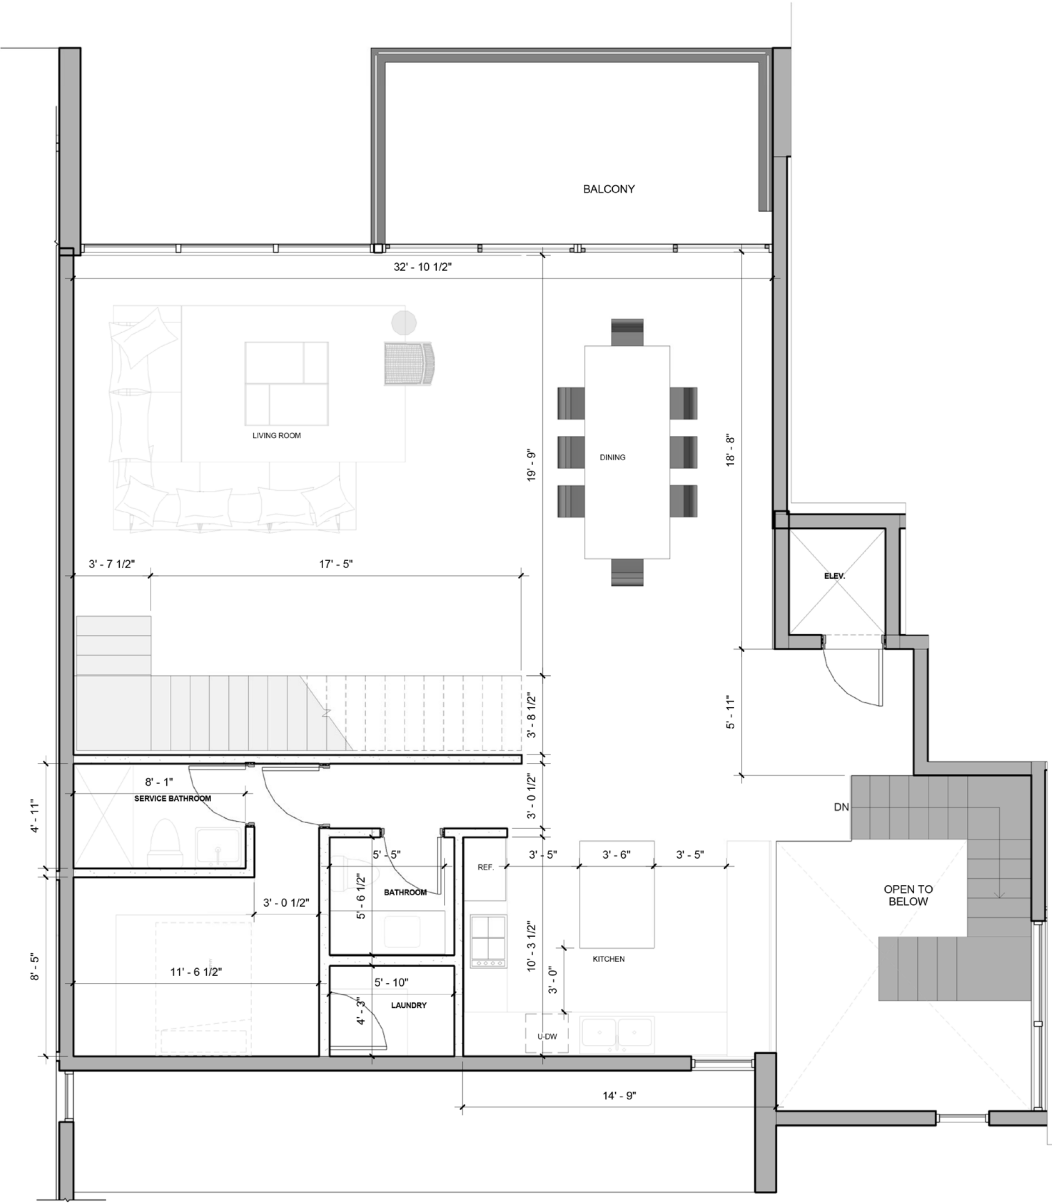 BALCONY
32' - 10 1/2"
LIVING ROOM
DINING
19' - 9"
18' - 8"
3' - 7 1/2"
17' - 5"
ELEV.
3' - 8 1/2"
5' - 11"
8' - 1"
SERVICE BATHROOM
4' - 11"
3' - 0 1/2"
DN
5' - 5"
REF.
3' - 5"
3' - 6"
3' - 5"
BATHROOM
5' - 6 1/2"
OPEN TO
BELOW
3' - 0 1/2"
10' - 3 1/2"
KITCHEN
8' - 5"
11' - 6 1/2"
5' - 10"
3' - 0"
LAUNDRY
4' - 3"
U-DW
14' - 9"